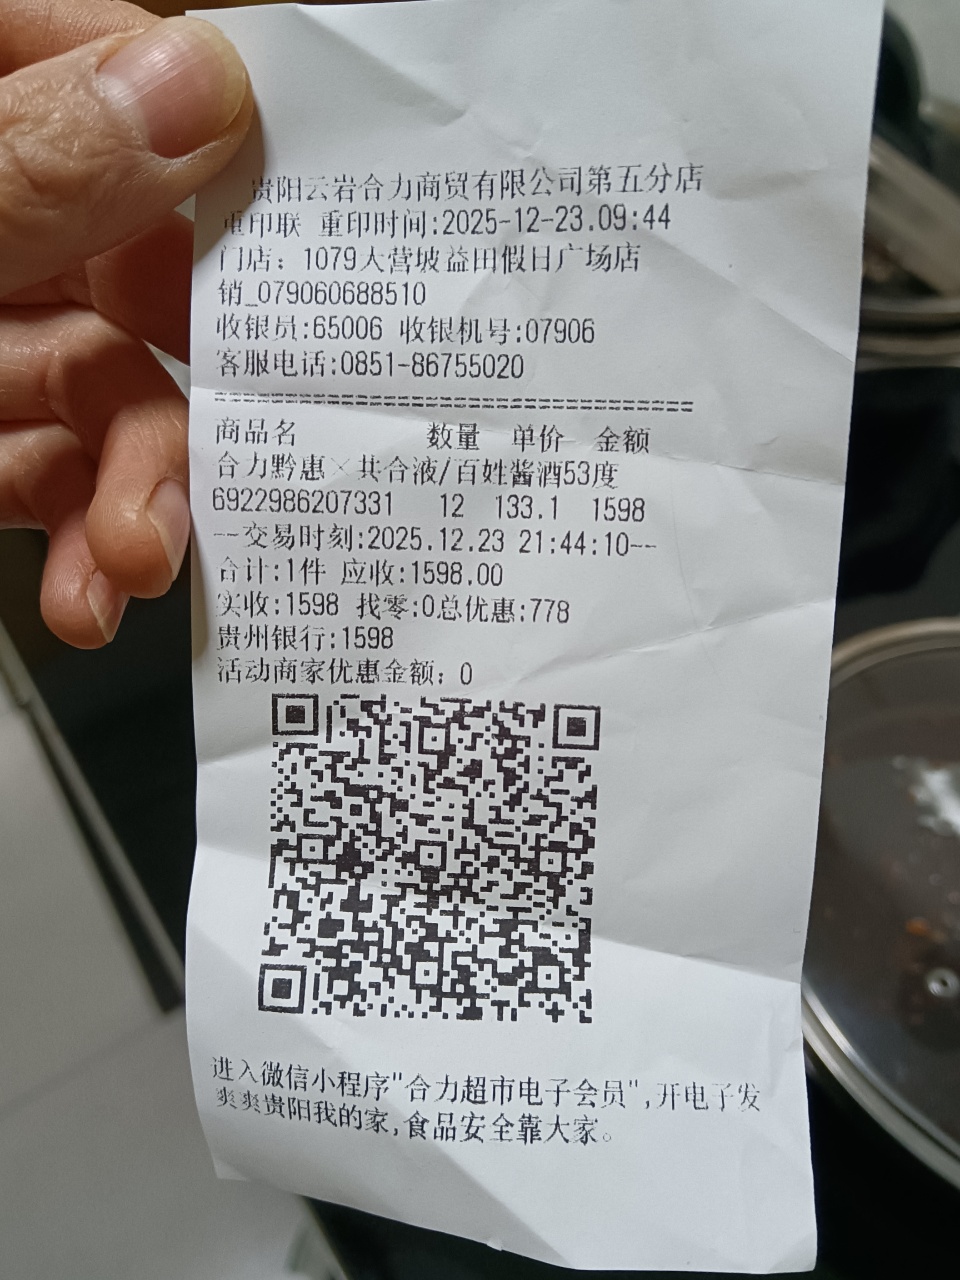 贵阳云岩合力商贸有限公司第五分店
重印联 重印时间:2025-12-23.09:44
门店：1079大营坡益田假日广场店
销_079060688510
收银员:65006 收银机号:07906
客服电话:0851-86755020
商品名 数量 单价 金额
合力黔惠×共合液/百姓酱酒53度
6922986207331 12 133.1 1598
--交易时刻:2025.12.23 21:44:10--
合计:1件 应收:1598.00
实收:1598 找零:0总优惠:778
贵州银行:1598
活动商家优惠金额：0
进入微信小程序"合力超市电子会员",开电子发
爽爽贵阳我的家,食品安全靠大家。